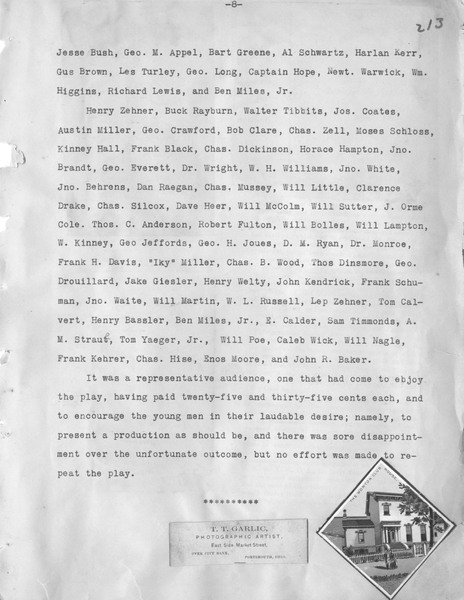 -8-
213
Jesse Bush, Geo. M. Appel, Bart Greene, Al Schwartz, Harlan Kerr,
Gus Brown, Les Turley, Geo. Long, Captain Hope, Newt. Warwick, Wm.
Higgins, Richard Lewis, and Ben Miles, Jr.
Henry Zehner, Buck Rayburn, Walter Tibbits, Jos. Coates,
Austin Miller, Geo. Crawford, Bob Clare, Chas. Zell, Moses Schloss,
Kinney Hall, Frank Black, Chas. Dickinson, Horace Hampton, Jno.
Brandt, Geo. Everett, Dr. Wright, W. H. Williams, Jno. White,
Jno. Behrens, Dan Raegan, Chas. Mussey, Will Little, Clarence
Drake, Chas. Silcox, Dave Heer, Will McColm, Will Sutter, J. Orme
Cole. Thos. C. Anderson, Robert Fulton, Will Bolles, Will Lampton,
W. Kinney, Geo Jeffords, Geo. H. Joues, D. M. Ryan, Dr. Monroe,
Frank H. Davis, "Iky" Miller, Chas. B. Wood, Thos Dinsmore, Geo.
Drouillard, Jake Giesler, Henry Welty, John Kendrick, Frank Schu-
man, Jno. Waite, Will Martin, W. L. Russell, Lep Zehner, Tom Cal-
vert, Henry Bassler, Ben Miles, Jr., E. Calder, Sam Timmonds, A.
M. Straut, Tom Yaeger, Jr., Will Poe, Caleb Wick, Will Nagle,
Frank Kehrer, Chas. Hise, Enos Moore, and John R. Baker.
It was a representative audience, one that had come to ehjoy
the play, having paid twenty-five and thirty-five cents each, and
to encourage the young men in their laudable desire; namely, to
present a production as should be, and there was sore disappoint-
ment over the unfortunate outcome, but no effort was made to re-
peat the play.
**********
T. T. GARLIC,
PHOTOGRAPHIC ARTIST,
East Side Market Street,
OVER CITY BANK, PORTSMOUTH, OHIO.